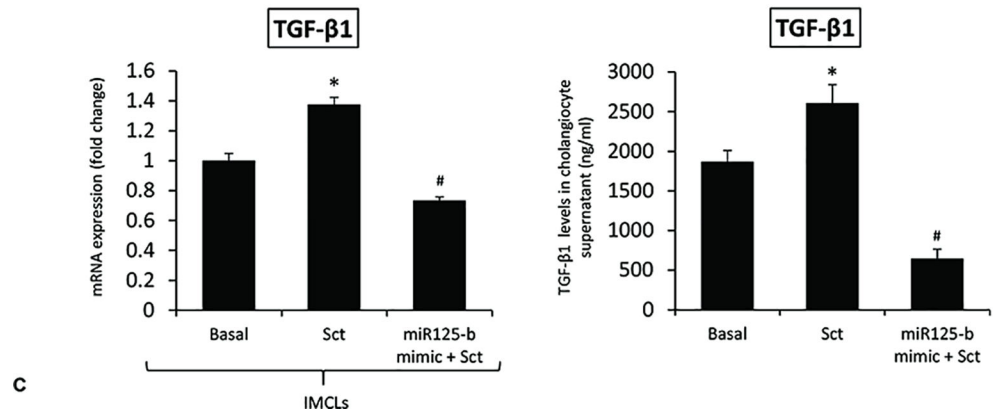 TGF-β1
mRNA expression (fold change)
1.6
1.4
1.2
1
0.8
0.6
0.4
0.2
0
*
#
Basal
Sct
miR125-b
mimic + Sct
IMCLs
TGF-β1
TGF-β1 levels in cholangiocyte
supernatant (ng/ml)
3000
2500
2000
1500
1000
500
0
*
#
Basal
Sct
miR125-b
mimic + Sct
C